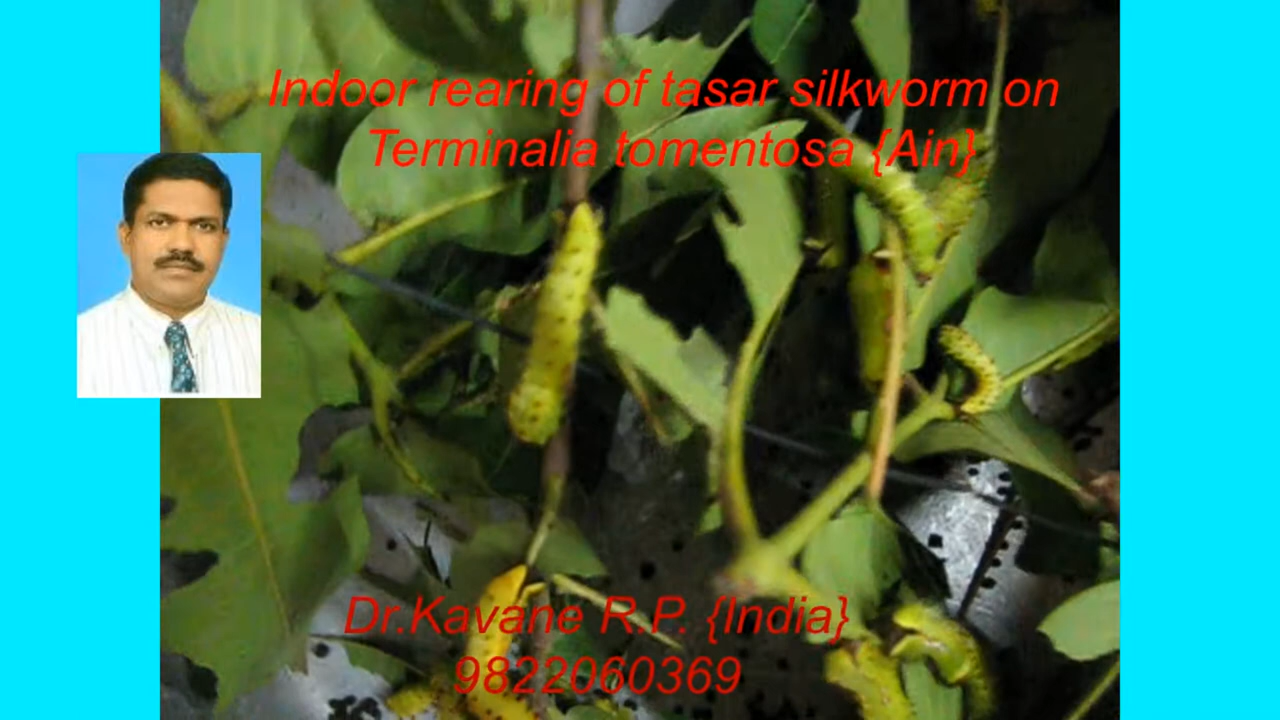 Indoor rearing of tasar silkworm on
Terminalia tomentosa {Ain}
Dr.Kavane R.P. {India}
9822060369